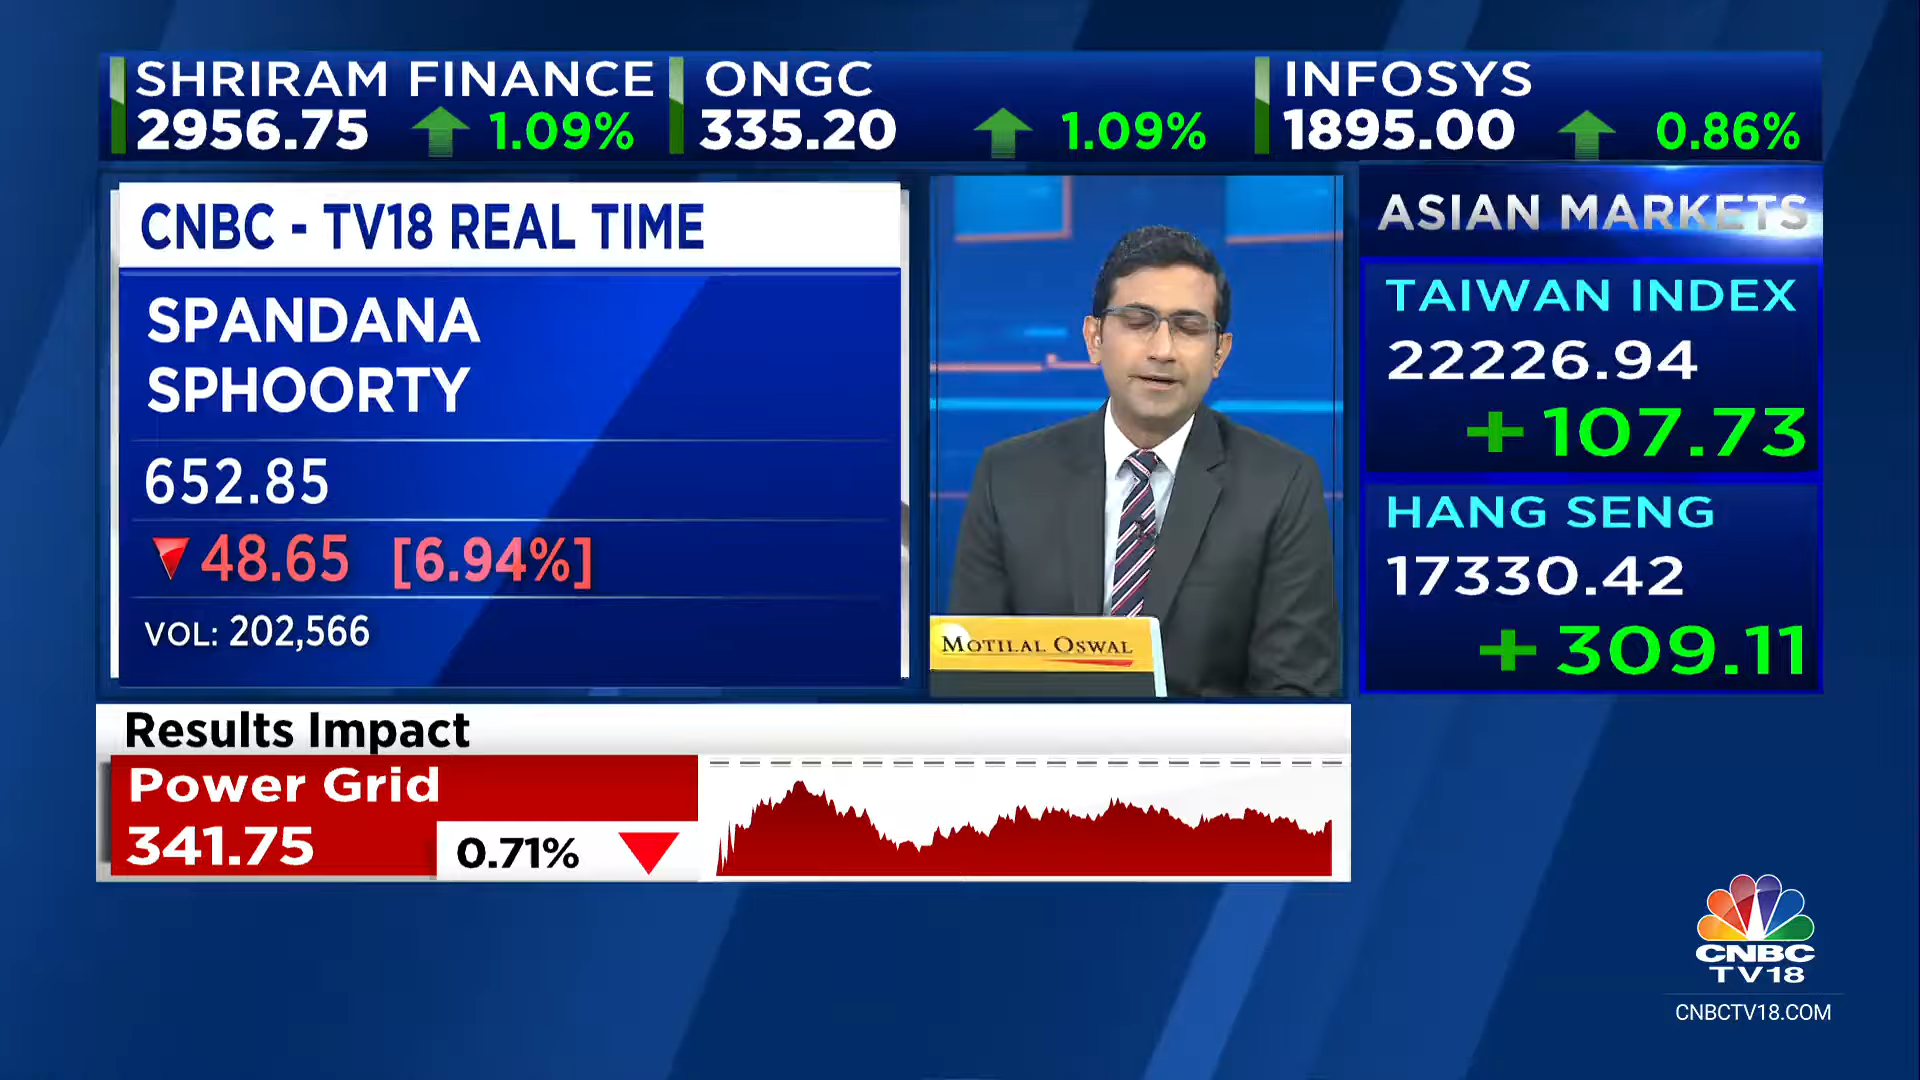 SHRIRAM FINANCE
2956.75 1.09%
ONGC
335.20 1.09%
INFOSYS
1895.00 0.86%
CNBC - TV18 REAL TIME
SPANDANA
SPHOORTY
652.85
48.65 [6.94%]
VOL: 202,566
MOTILAL OSWAL
ASIAN MARKETS
TAIWAN INDEX
22226.94
+107.73
HANG SENG
17330.42
+309.11
Results Impact
Power Grid
341.75
0.71%
CNBC
TV18
CNBCTV18.COM